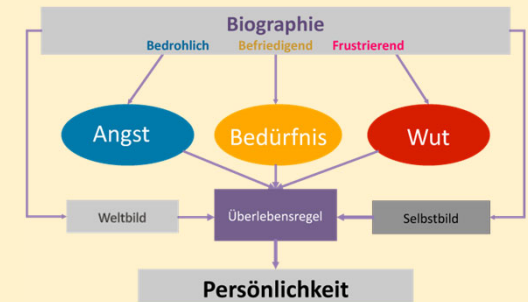 Biographie
Bedrohlich Befriedigend Frustrierend
Angst Bedürfnis Wut
Weltbild Überlebensregel Selbstbild
Persönlichkeit